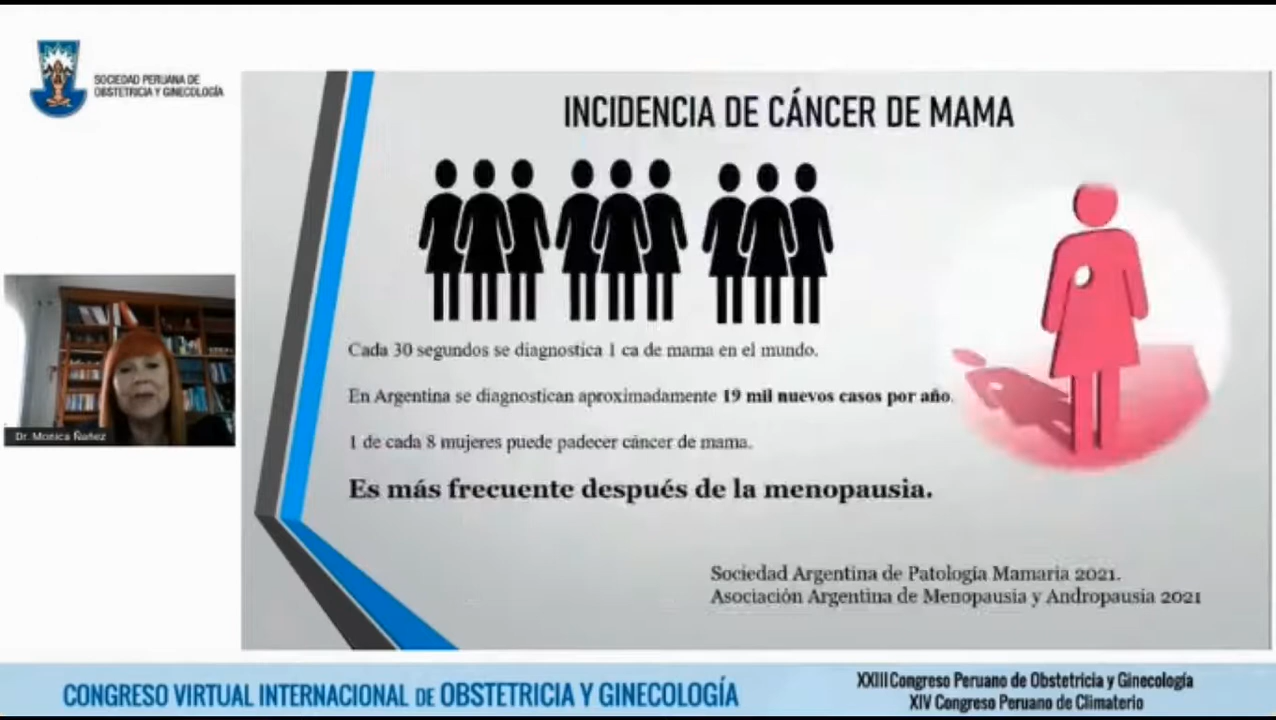 SOCIEDAD PERUANA DE
OBSTETRICIA Y GINECOLOGÍA
INCIDENCIA DE CÁNCER DE MAMA
Cada 30 segundos se diagnostica 1 ca de mama en el mundo.
En Argentina se diagnostican aproximadamente 19 mil nuevos casos por año.
1 de cada 8 mujeres puede padecer cáncer de mama.
Es más frecuente después de la menopausia.
Dr. Monica Ñañez
Sociedad Argentina de Patología Mamaria 2021.
Asociación Argentina de Menopausia y Andropausia 2021
CONGRESO VIRTUAL INTERNACIONAL DE OBSTETRICIA Y GINECOLOGÍA
XXIII Congreso Peruano de Obstetricia y Ginecología
XIV Congreso Peruano de Climaterio